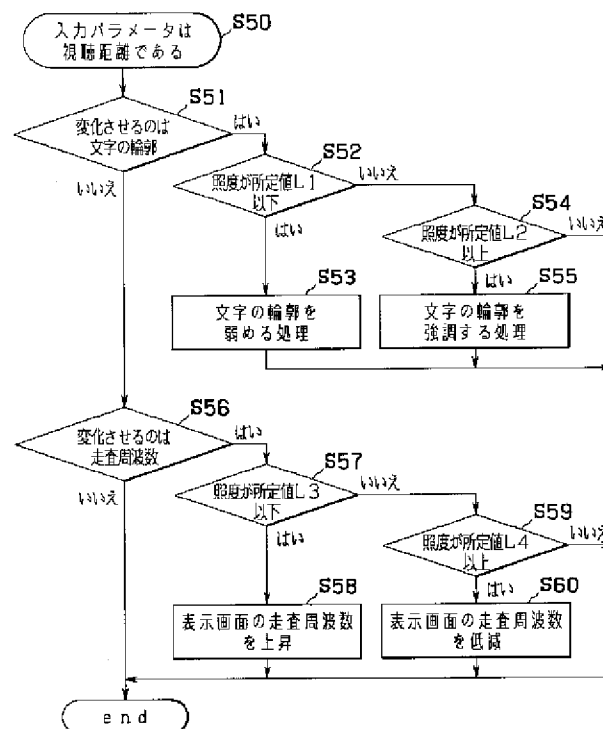 S50
入力パラメータは
視聴距離である
S51
変化させるのは
文字の輪郭
はい
いいえ
S52
照度が所定値L1
以下
いいえ
はい
S54
照度が所定値L2
以上
いいえ
はい
S53
文字の輪郭を
弱める処理
S55
文字の輪郭を
強調する処理
S56
変化させるのは
走査周波数
はい
いいえ
S57
照度が所定値L3
以下
いいえ
はい
S59
照度が所定値L4
以上
いいえ
はい
S58
表示画面の走査周波数
を上昇
S60
表示画面の走査周波数
を低減
end